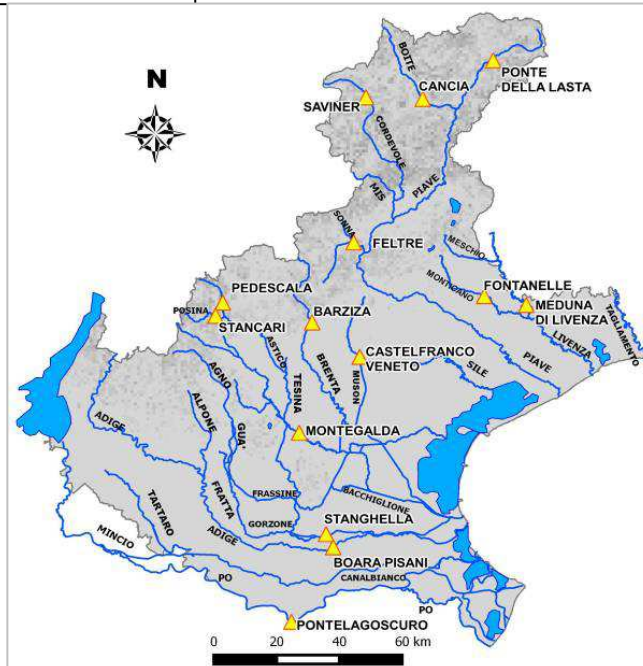 N
BOITE
PONTE
DELLA LASTA
CANCIA
SAVINER
CORDEVOLE
MIS
PIAVE
SONNA
FELTRE
MESCHIO
PEDESCALA
FONTANELLE
MONTICANO
POSINA
BARZIZA
MEDUNA
DI LIVENZA
TAGLIAMENTO
STANCARI
ASTICO
LIVENZA
CASTELFRANCO
VENETO
AGNO
TESINA
BRENTA
MUSON
SILE
PIAVE
ADIGE
ALPONE
GUA'
MONTEGALDA
FRATTA
FRASSINE
BACCHIGLIONE
TARTARO
GORZONE
STANGHELLA
MINCIO
ADIGE
BOARA PISANI
PO
CANALBIANCO
PO
PONTELAGOSCURO
0 20 40 60 km